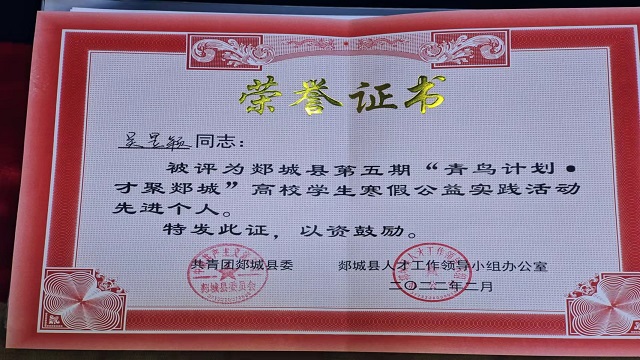 荣誉证书
同志：
被评为郯城县第五期“青鸟计划•
才聚郯城”高校学生寒假公益实践活动
先进个人。
特发此证，以资鼓励。
共青团郯城县委 郯城县人才工作领导小组办公室
二〇二二年二月